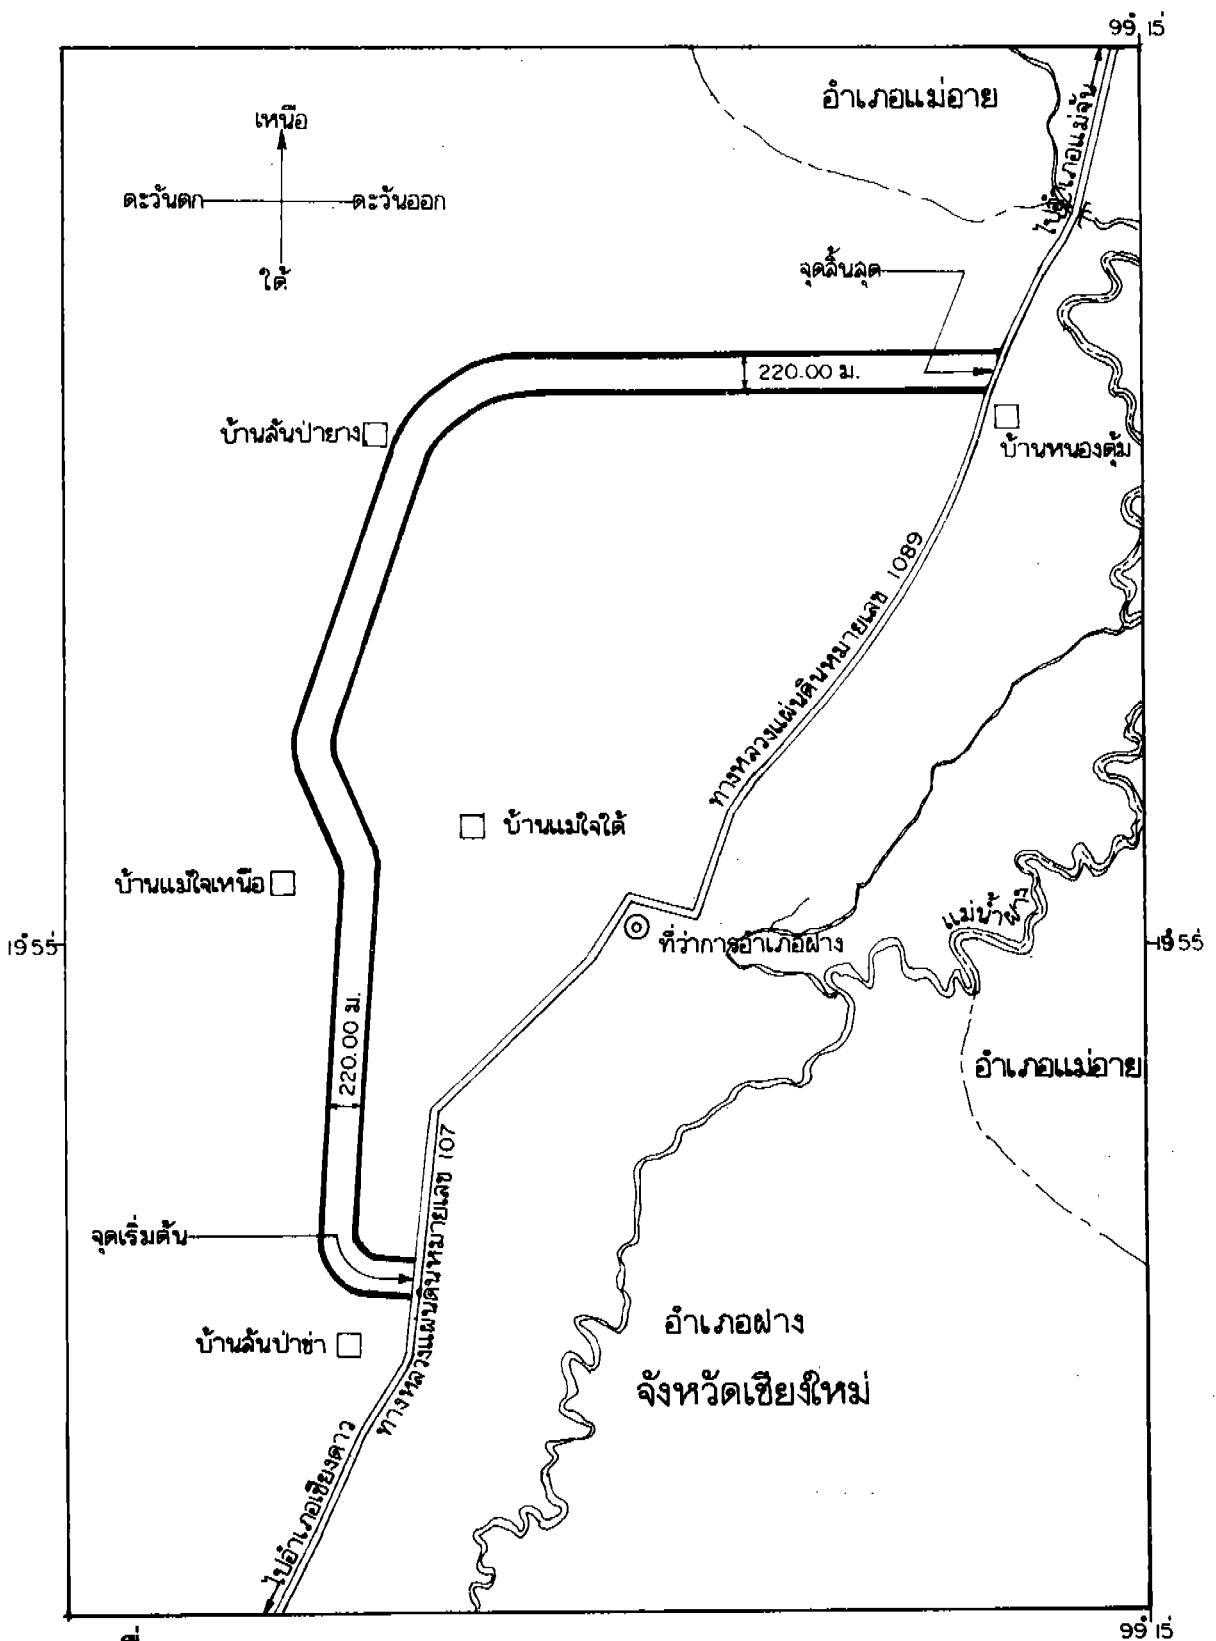 99° 15'
อำเภอแม่อาย
ไปอำเภอแม่จัน
เหนือ
ตะวันตก
ตะวันออก
ใต้
จุดสิ้นสุด
220.00 ม.
บ้านสันป่ายาง
บ้านหนองตุ้ม
ทางหลวงแผ่นดินหมายเลข 1089
บ้านแม่ใจใต้
บ้านแม่ใจเหนือ
แม่น้ำฝาง
19° 55'
ที่ว่าการอำเภอฝาง
19° 55'
220.00 ม.
อำเภอแม่อาย
ทางหลวงแผ่นดินหมายเลข 107
จุดเริ่มต้น
บ้านสันป่าข่า
อำเภอฝาง
จังหวัดเชียงใหม่
ไปอำเภอเชียงดาว
99° 15'